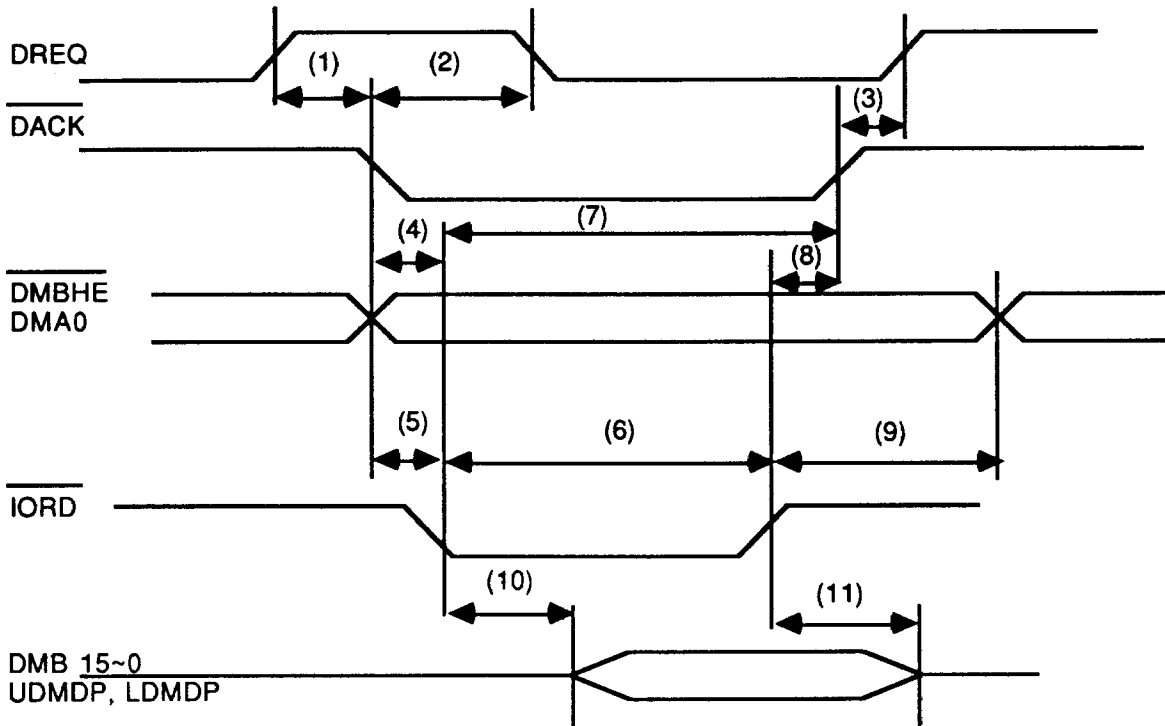 DREQ
(1)
(2)
(3)
DACK
(7)
(4)
(8)
DMBHE
DMA0
(5)
(6)
(9)
IORD
(10)
(11)
DMB 15~0
UDMDP, LDMDP